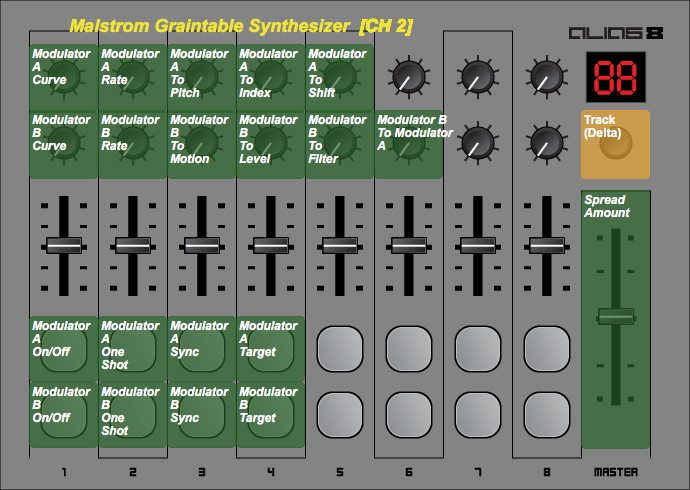 Malstrom Graintable Synthesizer [CH 2]
ALIAS 8
Modulator
A
Curve
Modulator
A
Rate
Modulator
A
To
Pitch
Modulator
A
To
Index
Modulator
A
To
Shift
88
Modulator
B
Curve
Modulator
B
Rate
Modulator
B
To
Motion
Modulator
B
To
Level
Modulator
B
To
Filter
Modulator B
To Modulator
A
Track
(Delta)
Spread
Amount
Modulator
A
On/Off
Modulator
A
One
Shot
Modulator
A
Sync
Modulator
A
Target
Modulator
B
On/Off
Modulator
B
One
Shot
Modulator
B
Sync
Modulator
B
Target
1 2 3 4 5 6 7 8 MASTER